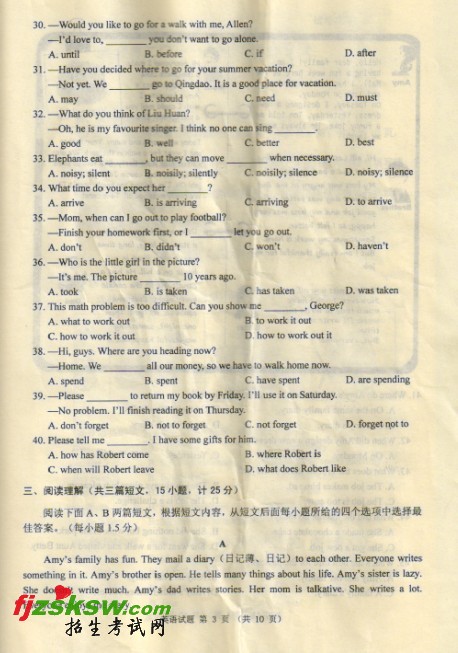 30. —Would you like to go for a walk with me, Allen?
—I'd love to, ________you don't want to go alone.
A. until B. before C. if D. after
31. —Have you decided where to go for your summer vacation?
—Not yet. We ________ go to Qingdao. It is a good place for vacation.
A. may B. should C. need D. must
32. —What do you think of Liu Huan?
—Oh, he is my favourite singer. I think no one can sing ________.
A. good B. well C. better D. best
33. Elephants eat ________, but they can move ________ when necessary.
A. noisy; silent B. noisily; silently C. noisily; silence D. noisy; silence
34. What time do you expect her ________?
A. arrive B. is arriving C. arriving D. to arrive
35. —Mom, when can I go out to play football?
—Finish your homework first, or I ________ let you go out.
A. don't B. didn't C. won't D. haven't
36. —Who is the little girl in the picture?
—It's me. The picture ________ 10 years ago.
A. took B. is taken C. has taken D. was taken
37. This math problem is too difficult. Can you show me ________, George?
A. what to work out B. to work it out
C. how to work it out D. how to work out it
38. —Hi, guys. Where are you heading now?
—Home. We ________ all our money, so we have to walk home now.
A. spend B. spent C. have spent D. are spending
39. —Please ________ to return my book by Friday. I'll use it on Saturday.
—No problem. I'll finish reading it on Thursday.
A. don't forget B. not to forget C. not forget D. forget not to
40. Please tell me ________. I have some gifts for him.
A. how has Robert come B. where Robert is
C. when will Robert leave D. what does Robert like
三、阅读理解（共三篇短文，15 小题，计 25 分）
阅读下面 A、B 两篇短文，根据短文内容，从短文后面每小题所给的四个选项中选择最
佳答案。（每小题 1.5 分）
A
Amy's family has fun. They mail a diary（日记薄、日记）to each other. Everyone writes
something in it. Amy's brother is open. He tells many things about his life. Amy's sister is lazy.
She write much. Amy's dad writes stories. Her mom is talkative. She writes a lot.
fjzsksw.com
招生考试网
英语试题 第 3 页 （共 10 页）